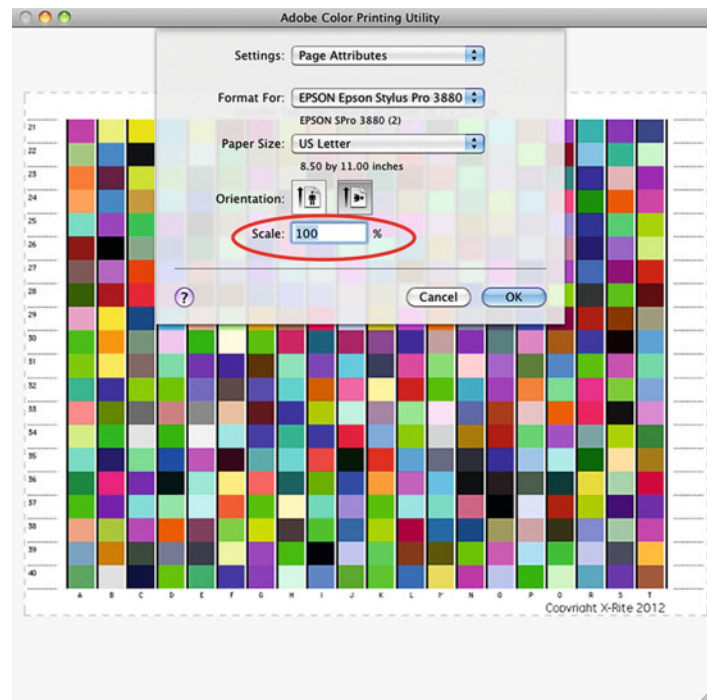 Adobe Color Printing Utility
Settings: Page Attributes
Format For: EPSON Epson Stylus Pro 3880
EPSON SPro 3880 (2)
Paper Size: US Letter
8.50 by 11.00 inches
Orientation:
Scale: 100 %
? Cancel OK
21
22
23
24
25
26
27
28
29
30
31
32
33
34
35
36
37
38
39
40
A B C D E F G H I J K L M N O P Q R S T
Copyright X-Rite 2012